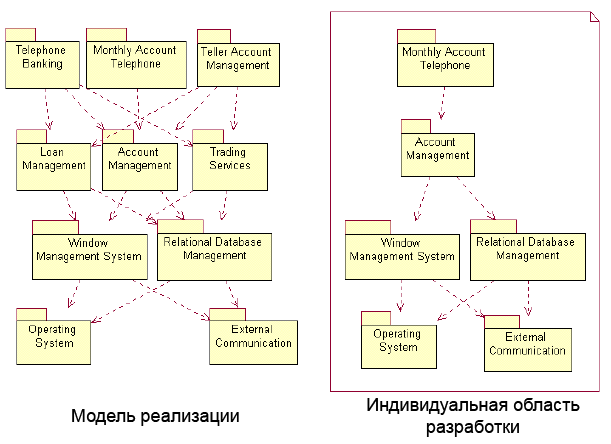 Telephone
Banking
Monthly Account
Telephone
Teller Account
Management
Loan
Management
Account
Management
Trading
Services
Window
Management System
Relational Database
Management
Operating
System
External
Communication
Модель реализации
Monthly Account
Telephone
Account
Management
Window
Management System
Relational Database
Management
Operating
System
External
Communication
Индивидуальная область
разработки